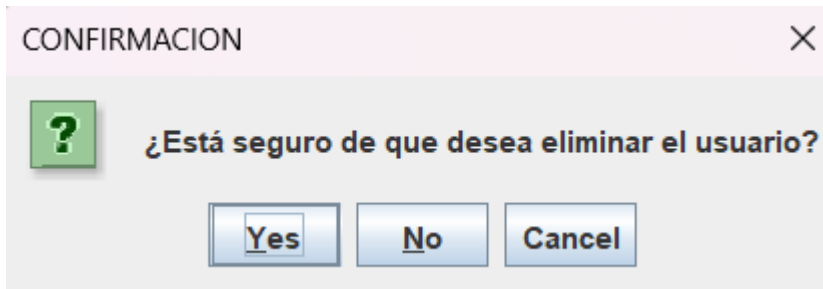 CONFIRMACION
¿Está seguro de que desea eliminar el usuario?
Yes No Cancel